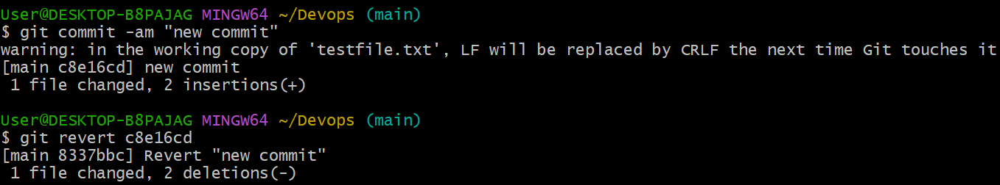 User@DESKTOP-B8PAJAG MINGW64 ~/Devops (main)
$ git commit -am "new commit"
warning: in the working copy of 'testfile.txt', LF will be replaced by CRLF the next time Git touches it
[main c8e16cd] new commit
 1 file changed, 2 insertions(+)

User@DESKTOP-B8PAJAG MINGW64 ~/Devops (main)
$ git revert c8e16cd
[main 8337bbc] Revert "new commit"
 1 file changed, 2 deletions(-)